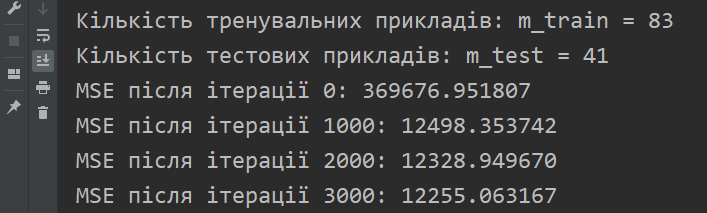 Кількість тренувальних прикладів: m_train = 83
Кількість тестових прикладів: m_test = 41
MSE після ітерації 0: 369676.951807
MSE після ітерації 1000: 12498.353742
MSE після ітерації 2000: 12328.949670
MSE після ітерації 3000: 12255.063167